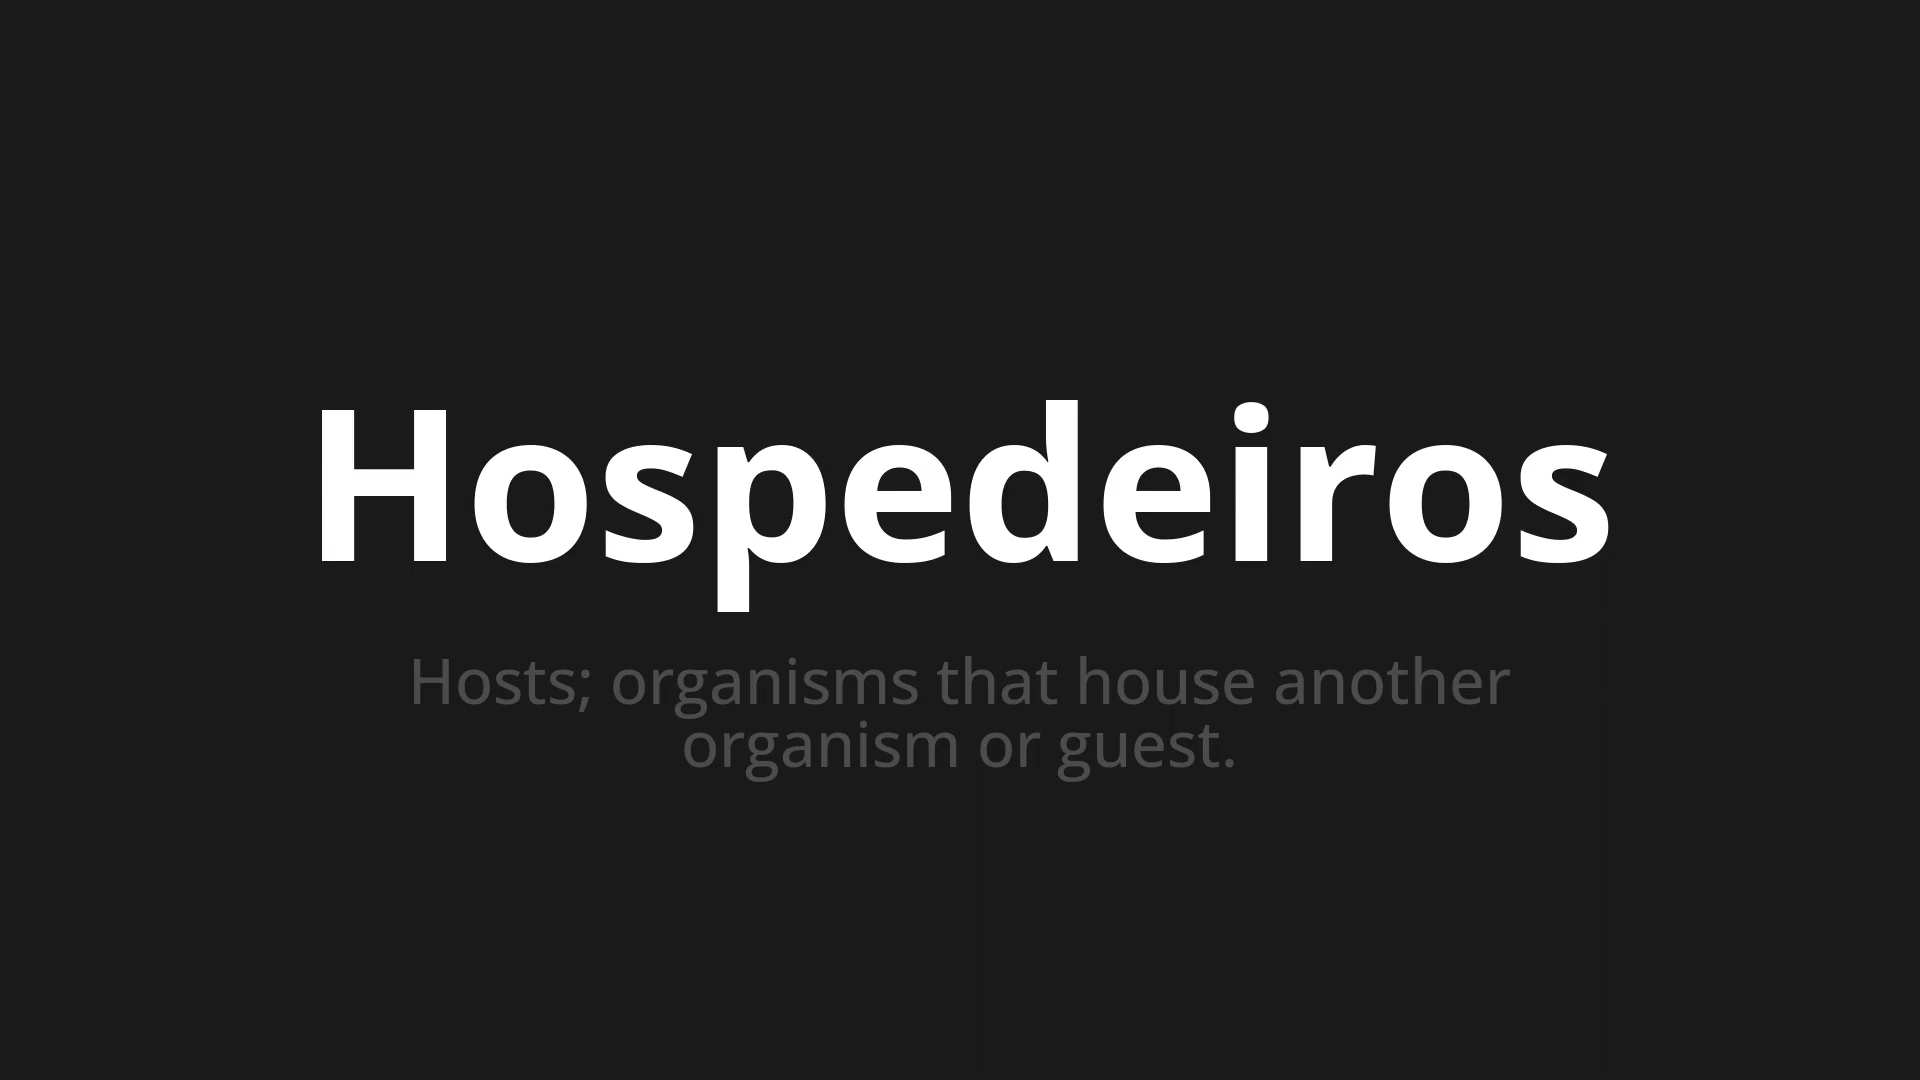 Hospedeiros
Hosts; organisms that house another
organism or guest.